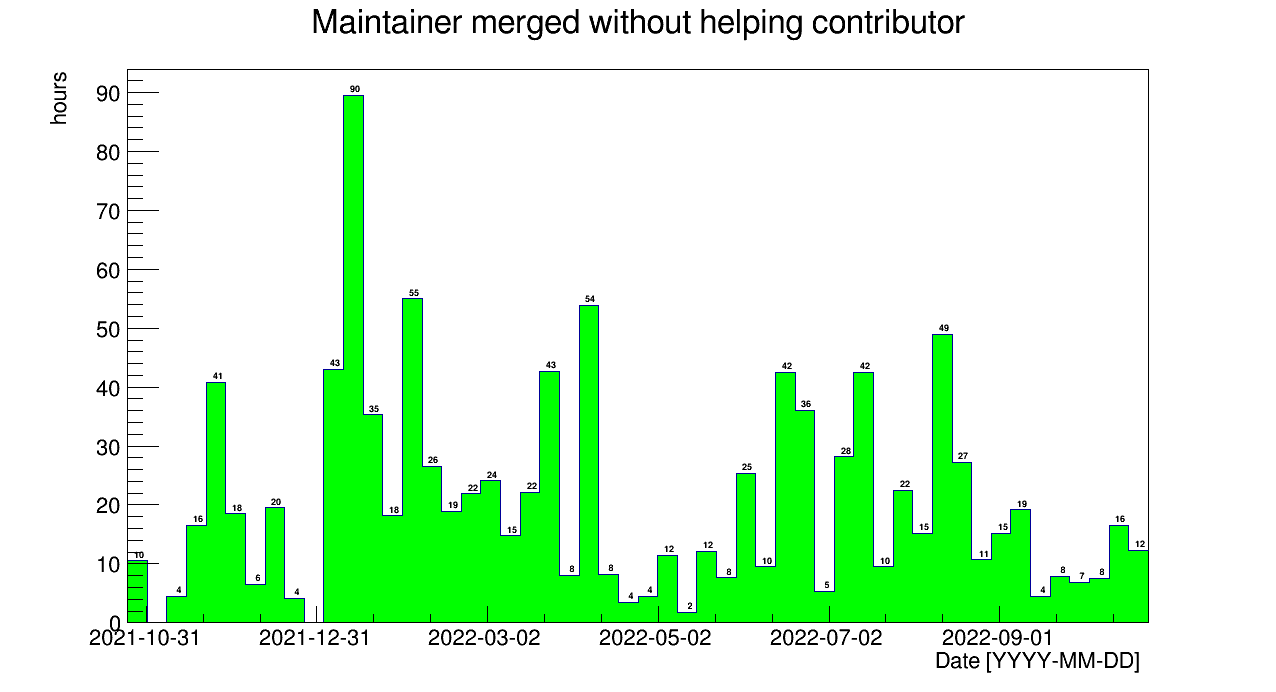 Maintainer merged without helping contributor
hours
90
80
70
60
50
40
30
20
10
0
10 4 16 41 18 6 20 4 43 90 35 18 55 26 19 22 24 15 22 43 8 54 8 4 4 12 2 12 8 25 10 42 36 5 28 42 10 22 15 49 27 11 15 19 4 8 7 8 16 12
2021-10-31 2021-12-31 2022-03-02 2022-05-02 2022-07-02 2022-09-01
Date [YYYY-MM-DD]